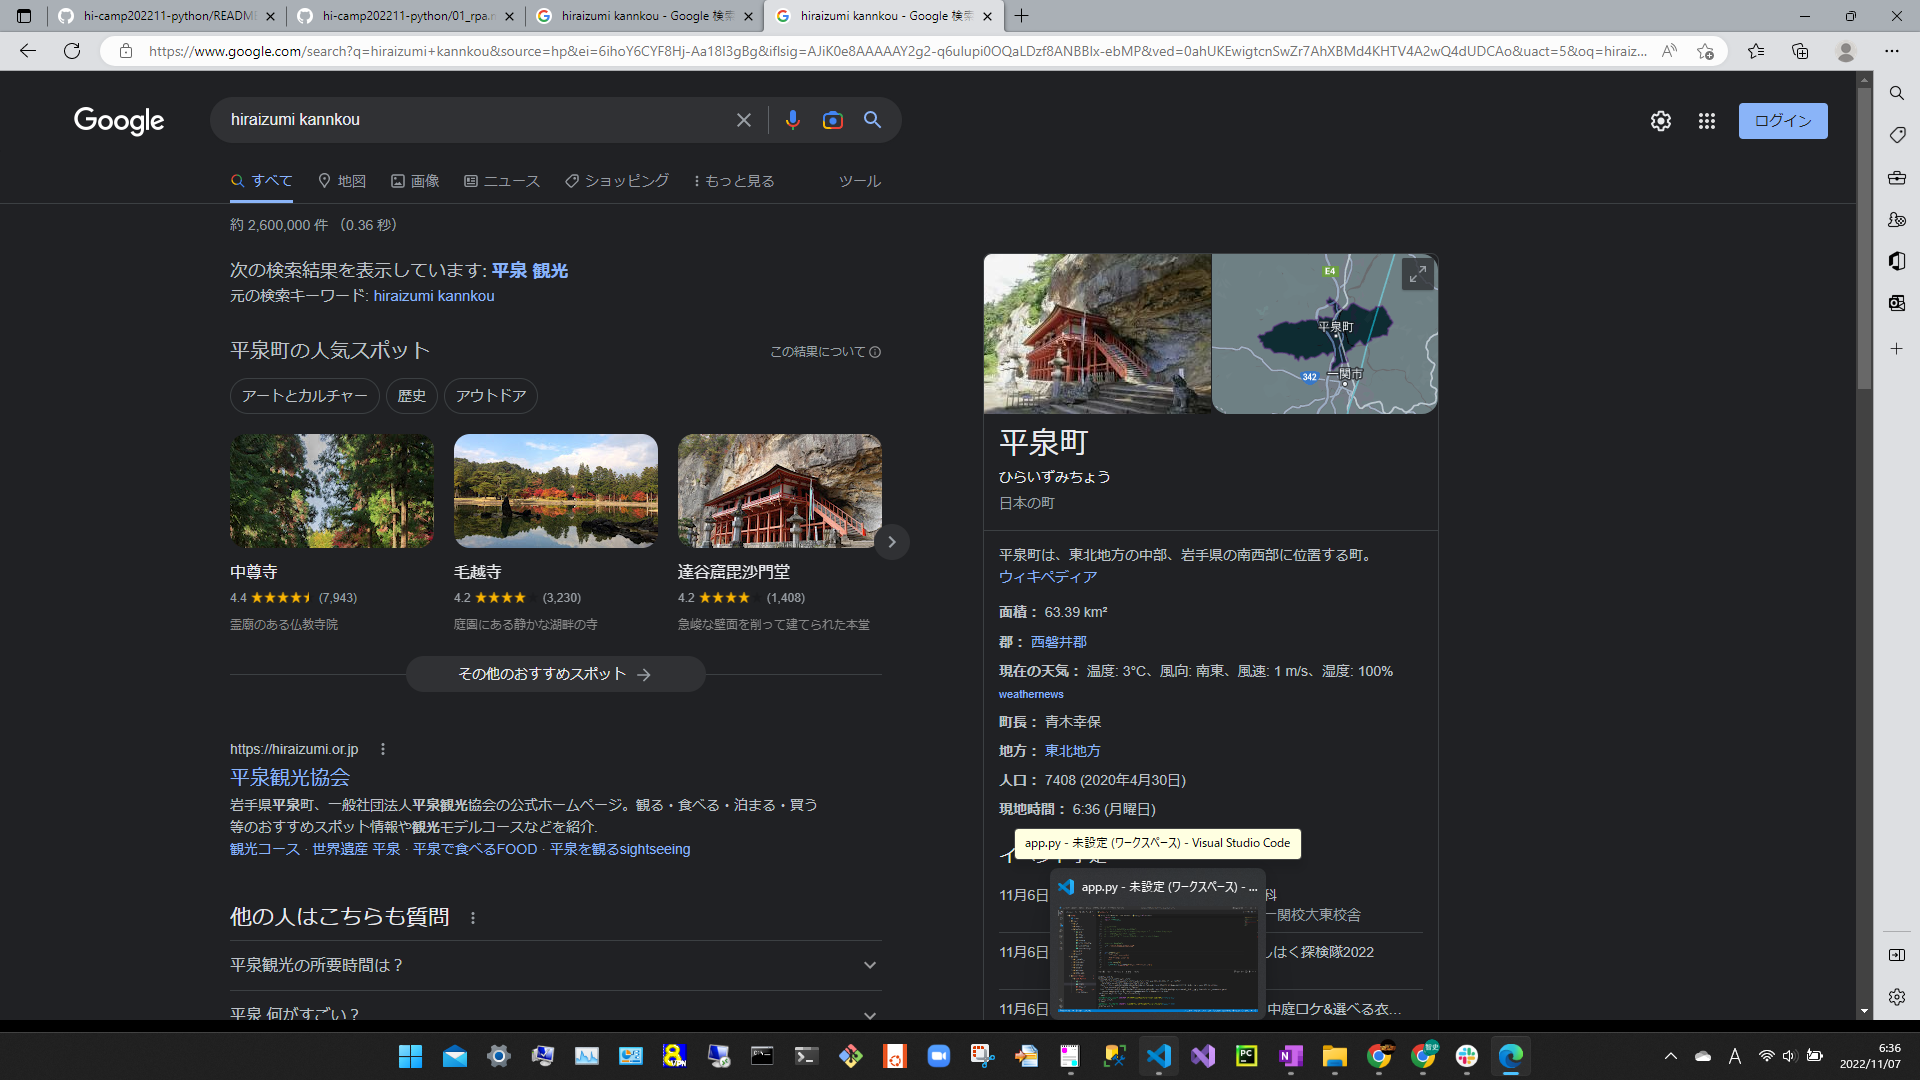 hi-camp202211-python/README
hi-camp202211-python/01_rpa.m
hiraizumi kannkou - Google 検索
hiraizumi kannkou - Google 検索
https://www.google.com/search?q=hiraizumi+kannkou&source=hp&ei=6ihoY6CYF8Hj-Aa18I3gBg&iflsig=AJiK0e8AAAAAY2g2-q6uIupi0OQaLDzf8ANBBIx-ebMP&ved=0ahUKEwigtcnSwZr7AhXBMd4KHTV4A2wQ4dUDCAo&uact=5&oq=hiraiz...
Google
hiraizumi kannkou
ログイン
すべて
地図
画像
ニュース
ショッピング
もっと見る
ツール
約 2,600,000 件 (0.36 秒)
次の検索結果を表示しています: 平泉 観光
元の検索キーワード: hiraizumi kannkou
平泉町の人気スポット
この結果について
アートとカルチャー
歴史
アウトドア
中尊寺
4.4 (7,943)
霊廟のある仏教寺院
毛越寺
4.2 (3,230)
庭園にある静かな湖畔の寺
達谷窟毘沙門堂
4.2 (1,408)
急峻な壁面を削って建てられた本堂
その他のおすすめスポット
https://hiraizumi.or.jp
平泉観光協会
岩手県平泉町、一般社団法人平泉観光協会の公式ホームページ。観る・食べる・泊まる・買う
等のおすすめスポット情報や観光モデルコースなどを紹介.
観光コース · 世界遺産 平泉 · 平泉で食べるFOOD · 平泉を観るsightseeing
他の人はこちらも質問
平泉観光の所要時間は？
平泉 何がすごい？
E4
平泉町
342
一関市
平泉町
ひらいずみちょう
日本の町
平泉町は、東北地方の中部、岩手県の南西部に位置する町。
ウィキペディア
面積： 63.39 km²
郡： 西磐井郡
現在の天気： 温度: 3°C、風向: 南東、風速: 1 m/s、湿度: 100%
weathernews
町長： 青木幸保
地方： 東北地方
人口： 7408 (2020年4月30日)
現地時間： 6:36 (月曜日)
app.py - 未設定 (ワークスペース) - Visual Studio Code
app.py - 未設定 (ワークスペース) - ...
11月6日
科
一関校大東校舎
11月6日
しはく探検隊2022
11月6日
中庭ロケ&選べる衣...
A
6:36
2022/11/07